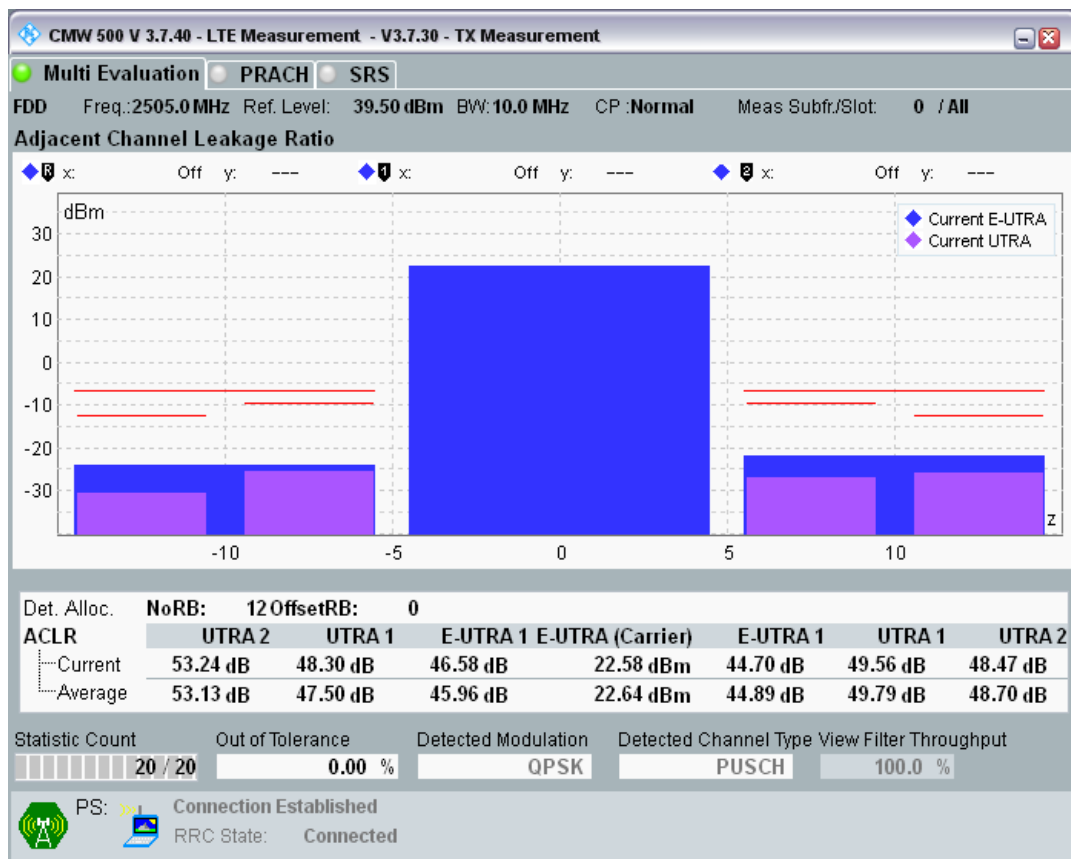 CMW 500 V 3.7.40 - LTE Measurement - V3.7.30 - TX Measurement
Multi Evaluation PRACH SRS
FDD Freq.:2505.0 MHz Ref. Level: 39.50 dBm BW: 10.0 MHz CP :Normal Meas Subfr./Slot: 0 / All
Adjacent Channel Leakage Ratio
R x: Off y: --- 1 x: Off y: --- 2 x: Off y: ---
dBm
Current E-UTRA
Current UTRA
30
20
10
0
-10
-20
-30
z
-10 -5 0 5 10
Det. Alloc. NoRB: 12 OffsetRB: 0
ACLR UTRA 2 UTRA 1 E-UTRA 1 E-UTRA (Carrier) E-UTRA 1 UTRA 1 UTRA 2
Current 53.24 dB 48.30 dB 46.58 dB 22.58 dBm 44.70 dB 49.56 dB 48.47 dB
Average 53.13 dB 47.50 dB 45.96 dB 22.64 dBm 44.89 dB 49.79 dB 48.70 dB
Statistic Count Out of Tolerance Detected Modulation Detected Channel Type View Filter Throughput
20 / 20 0.00 % QPSK PUSCH 100.0 %
PS: Connection Established
RRC State: Connected